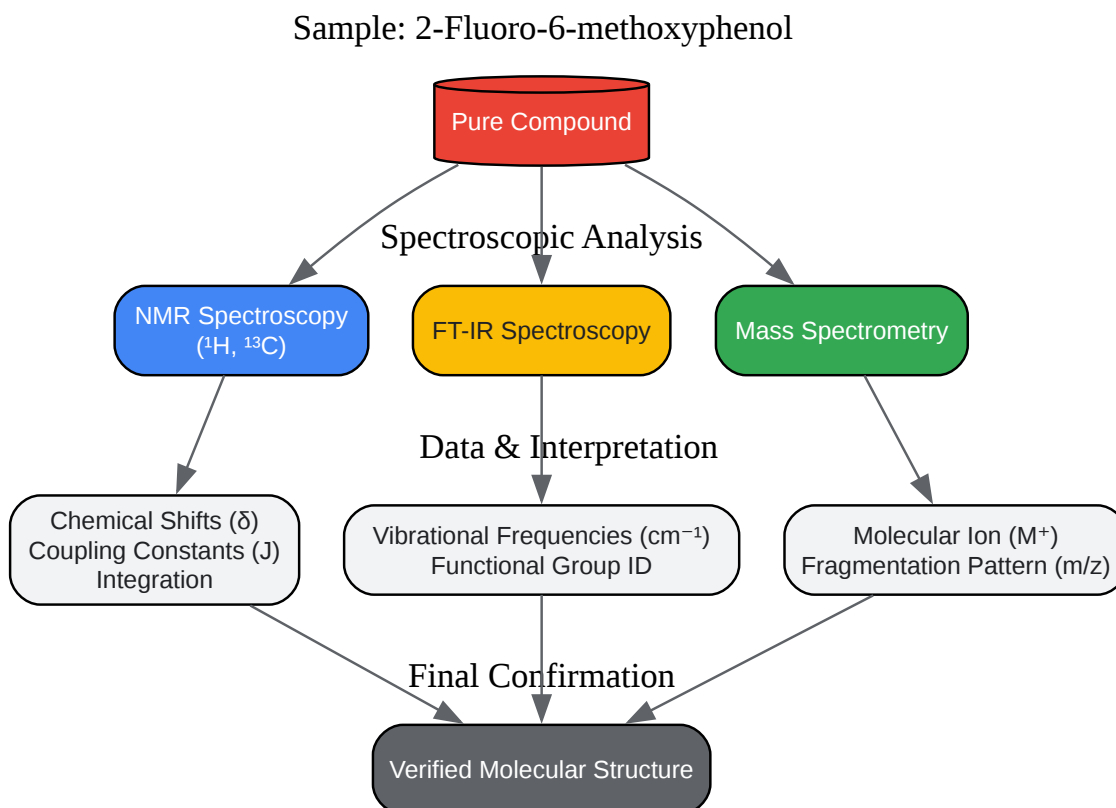 Sample: 2-Fluoro-6-methoxyphenol
Pure Compound
Spectroscopic Analysis
NMR Spectroscopy
(¹H, ¹³C)
FT-IR Spectroscopy
Mass Spectrometry
Data & Interpretation
Chemical Shifts (δ)
Coupling Constants (J)
Integration
Vibrational Frequencies (cm⁻¹)
Functional Group ID
Molecular Ion (M⁺)
Fragmentation Pattern (m/z)
Final Confirmation
Verified Molecular Structure